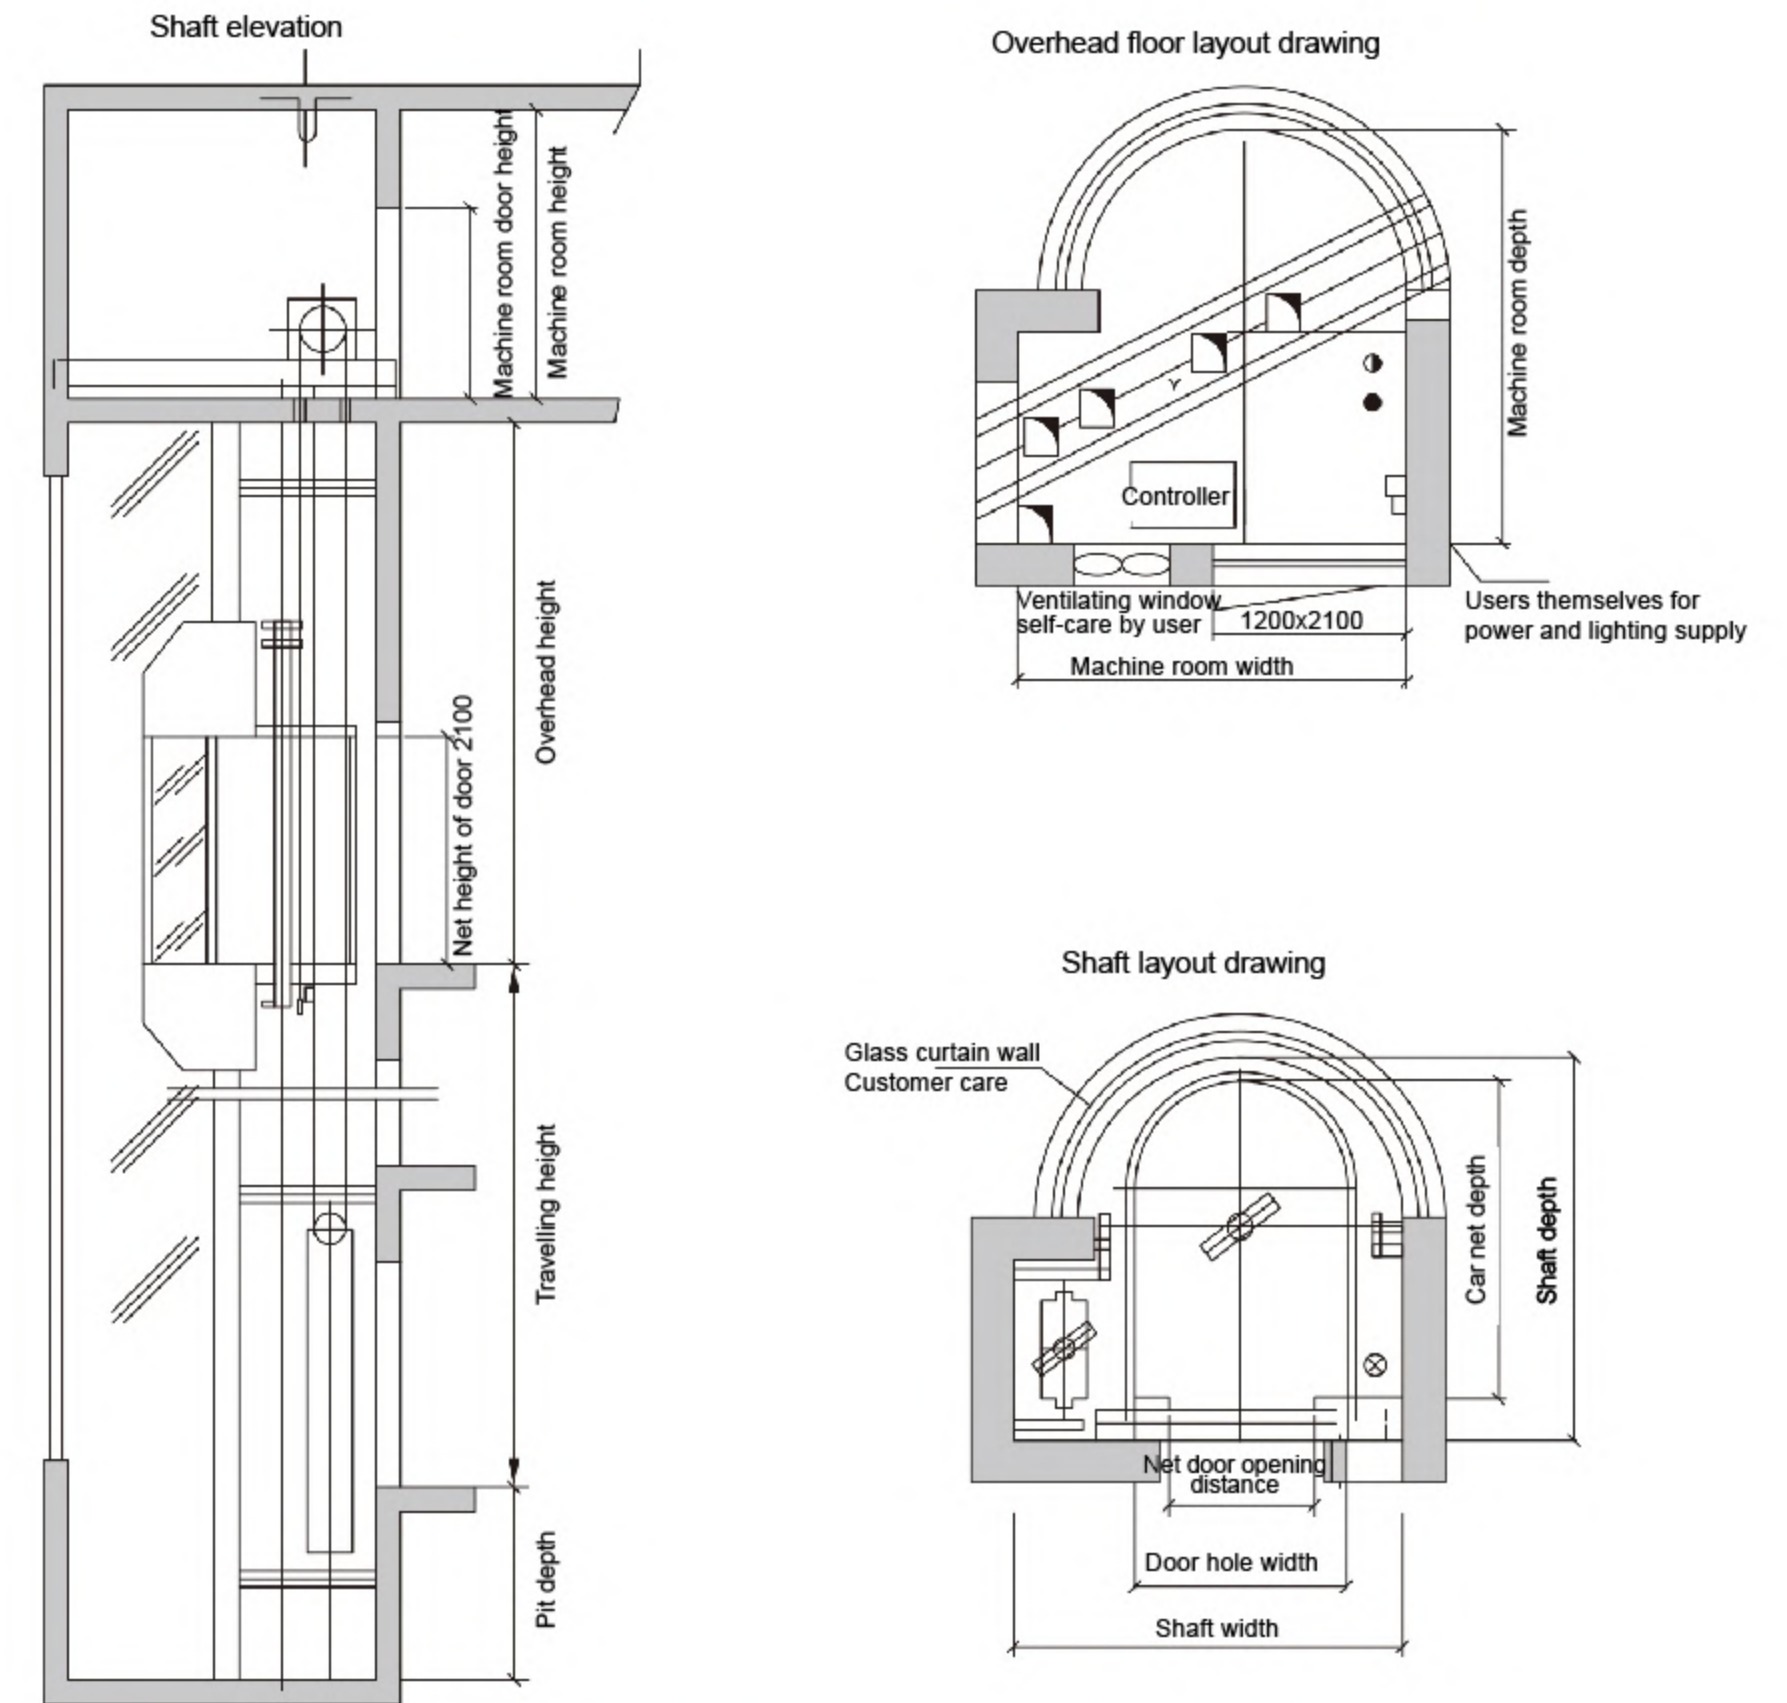 Shaft elevation
Machine room door height
Machine room height
Overhead height
Net height of door 2100
Travelling height
Pit depth
Overhead floor layout drawing
Machine room depth
Controller
Ventilating window
self-care by user
1200x2100
Machine room width
Users themselves for
power and lighting supply
Shaft layout drawing
Glass curtain wall
Customer care
Car net depth
Shaft depth
Net door opening
distance
Door hole width
Shaft width